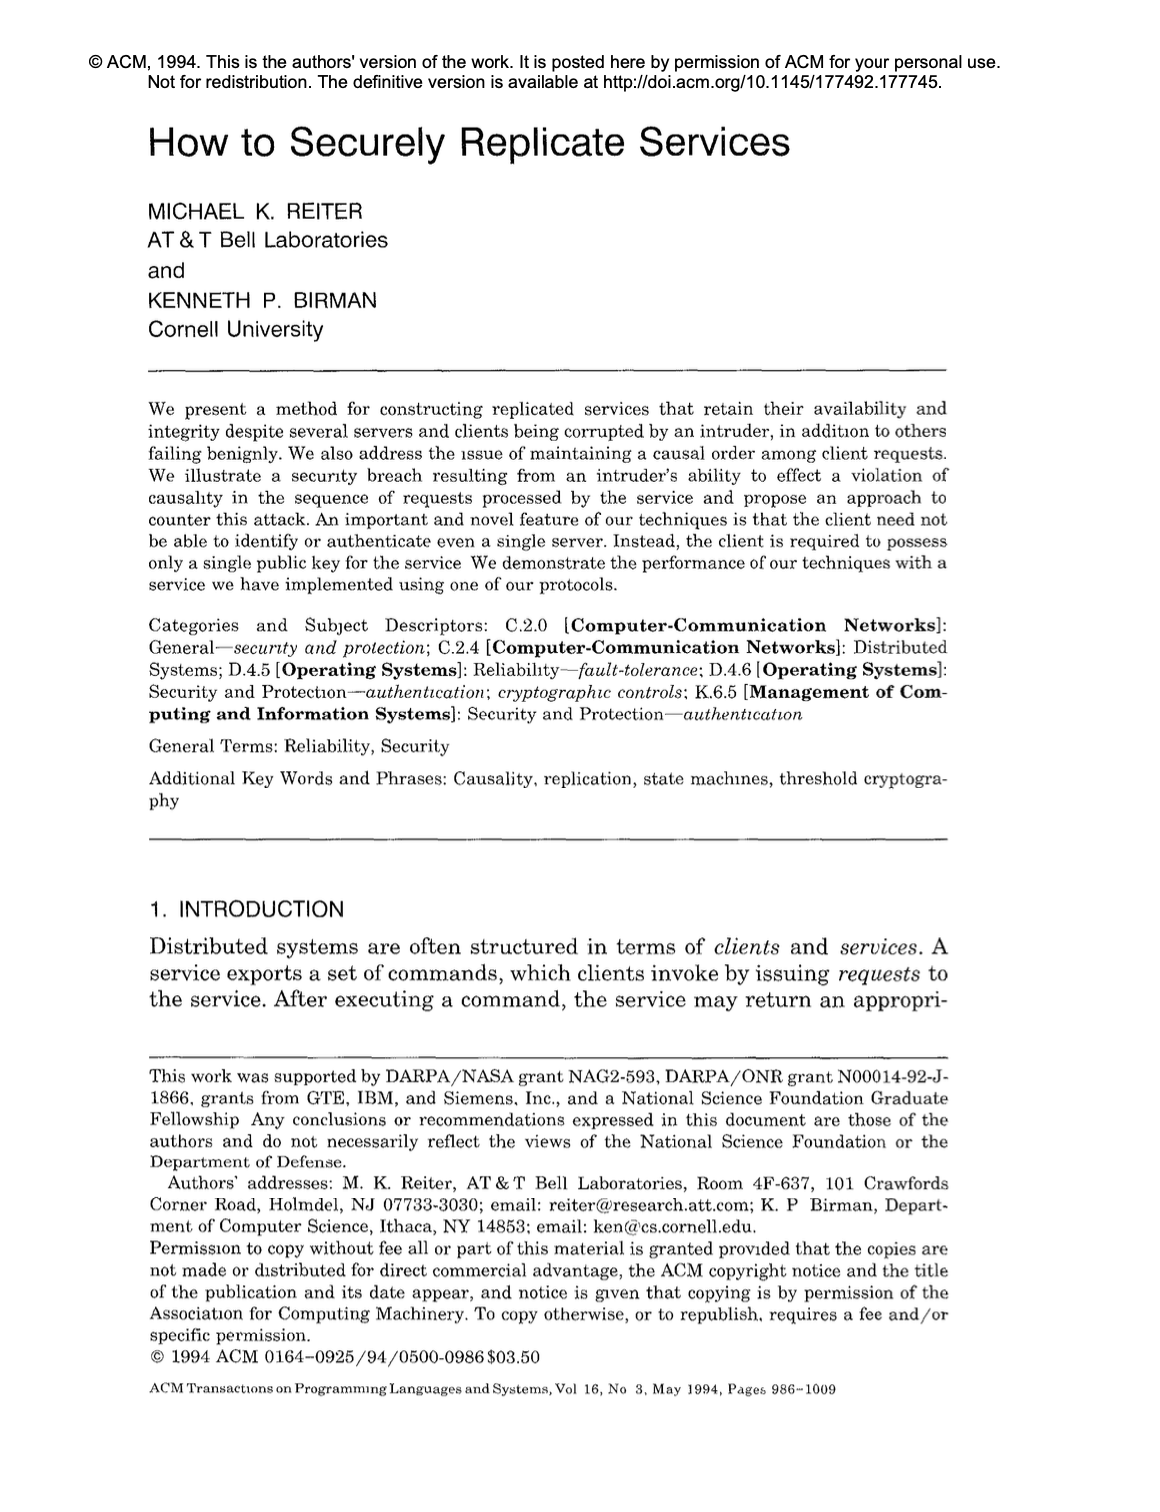 © ACM, 1994. This is the authors' version of the work. It is posted here by permission of ACM for your personal use.
Not for redistribution. The definitive version is available at http://doi.acm.org/10.1145/177492.177745.
How to Securely Replicate Services
MICHAEL K. REITER
AT&T Bell Laboratories
and
KENNETH P. BIRMAN
Cornell University
We present a method for constructing replicated services that retain their availability and
integrity despite several servers and clients being corrupted by an intruder, in addition to others
failing benignly. We also address the issue of maintaining a causal order among client requests.
We illustrate a security breach resulting from an intruder's ability to effect a violation of
causality in the sequence of requests processed by the service and propose an approach to
counter this attack. An important and novel feature of our techniques is that the client need not
be able to identify or authenticate even a single server. Instead, the client is required to possess
only a single public key for the service We demonstrate the performance of our techniques with a
service we have implemented using one of our protocols.
Categories and Subject Descriptors: C.2.0 [Computer-Communication Networks]:
General—security and protection; C.2.4 [Computer-Communication Networks]: Distributed
Systems; D.4.5 [Operating Systems]: Reliability—fault-tolerance; D.4.6 [Operating Systems]:
Security and Protection—authentication; cryptographic controls; K.6.5 [Management of Com-
puting and Information Systems]: Security and Protection—authentication
General Terms: Reliability, Security
Additional Key Words and Phrases: Causality, replication, state machines, threshold cryptogra-
phy
1. INTRODUCTION
Distributed systems are often structured in terms of clients and services. A
service exports a set of commands, which clients invoke by issuing requests to
the service. After executing a command, the service may return an appropri-
This work was supported by DARPA/NASA grant NAG2-593, DARPA/ONR grant N00014-92-J-
1866, grants from GTE, IBM, and Siemens, Inc., and a National Science Foundation Graduate
Fellowship Any conclusions or recommendations expressed in this document are those of the
authors and do not necessarily reflect the views of the National Science Foundation or the
Department of Defense.
Authors' addresses: M. K. Reiter, AT&T Bell Laboratories, Room 4F-637, 101 Crawfords
Corner Road, Holmdel, NJ 07733-3030; email: reiter@research.att.com; K. P Birman, Depart-
ment of Computer Science, Ithaca, NY 14853; email: ken@cs.cornell.edu.
Permission to copy without fee all or part of this material is granted provided that the copies are
not made or distributed for direct commercial advantage, the ACM copyright notice and the title
of the publication and its date appear, and notice is given that copying is by permission of the
Association for Computing Machinery. To copy otherwise, or to republish, requires a fee and/or
specific permission.
© 1994 ACM 0164-0925/94/0500-0986$03.50
ACM Transactions on Programming Languages and Systems, Vol 16, No 3, May 1994, Pages 986-1009